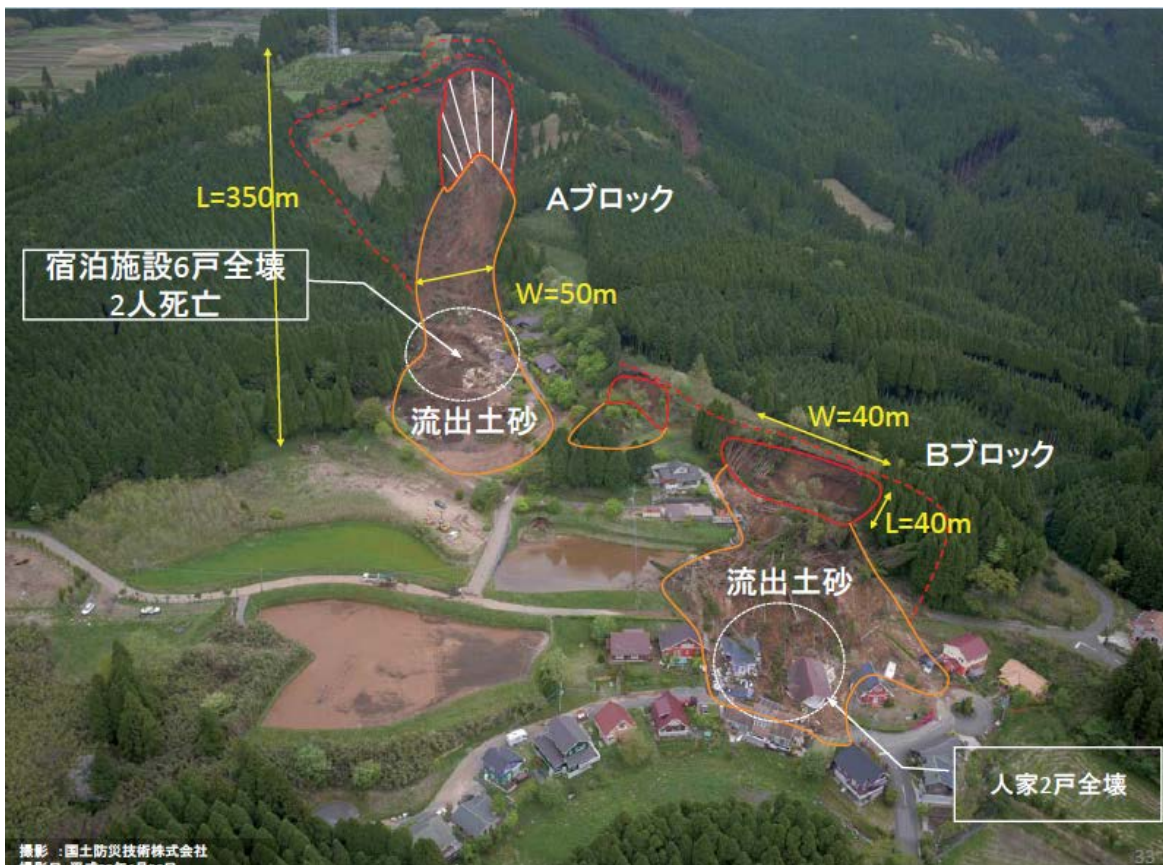 L=350m
Aブロック
宿泊施設6戸全壊
2人死亡
W=50m
流出土砂
W=40m
Bブロック
L=40m
流出土砂
人家2戸全壊
撮影:国土防災技術株式会社
33